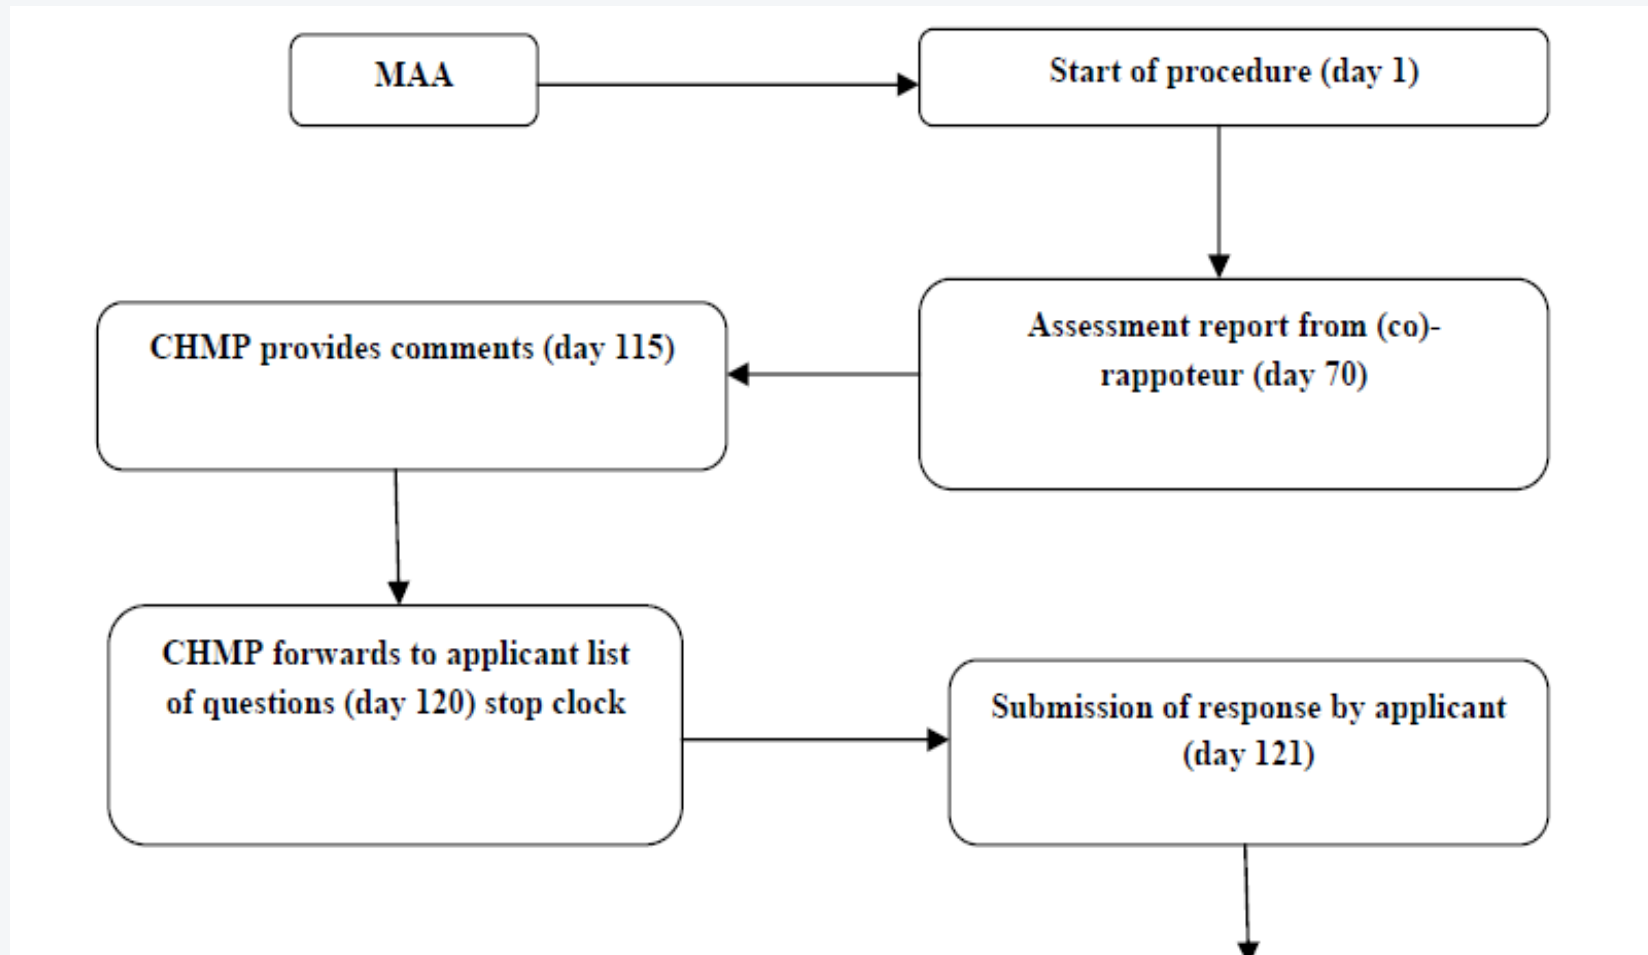 MAA
Start of procedure (day 1)
Assessment report from (co)-
rappoteur (day 70)
CHMP provides comments (day 115)
CHMP forwards to applicant list
of questions (day 120) stop clock
Submission of response by applicant
(day 121)